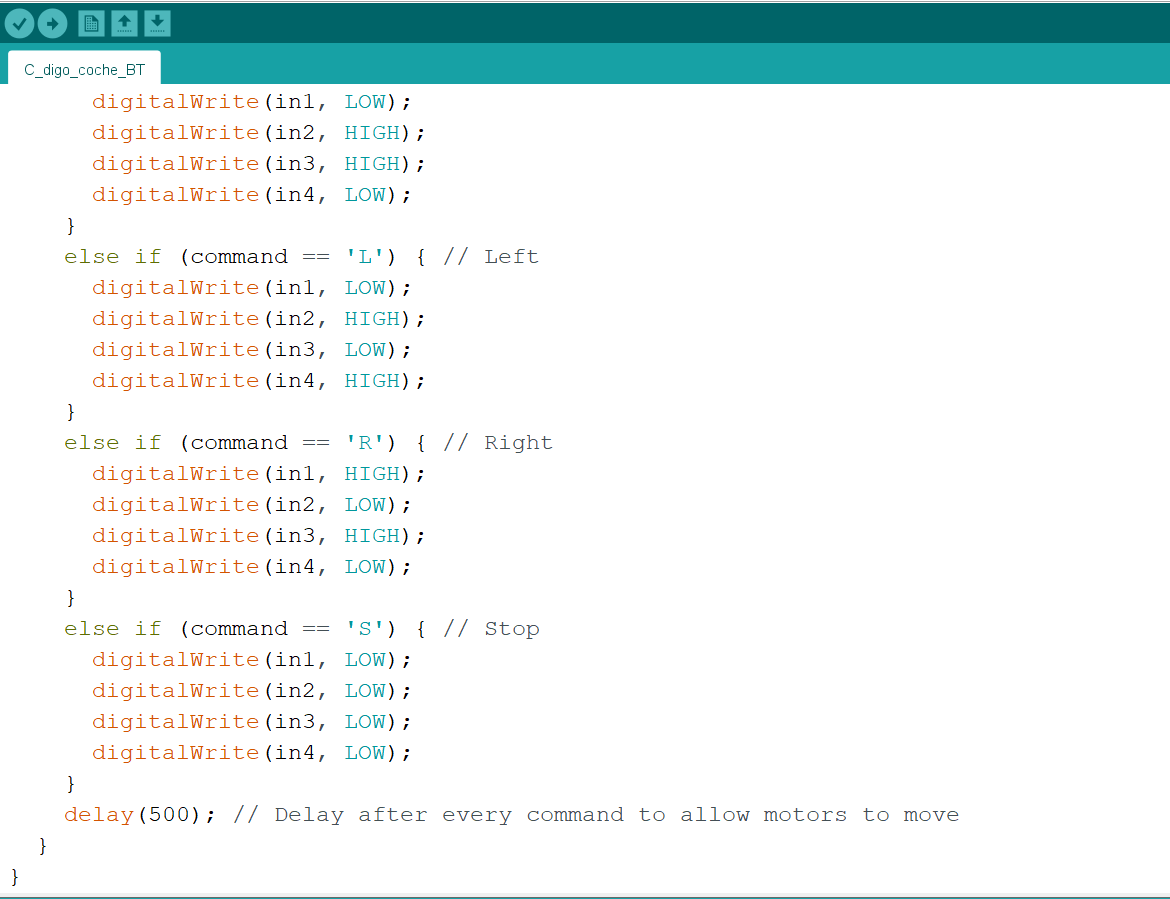 C_digo_coche_BT
digitalWrite(in1, LOW);
digitalWrite(in2, HIGH);
digitalWrite(in3, HIGH);
digitalWrite(in4, LOW);
}
else if (command == 'L') { // Left
digitalWrite(in1, LOW);
digitalWrite(in2, HIGH);
digitalWrite(in3, LOW);
digitalWrite(in4, HIGH);
}
else if (command == 'R') { // Right
digitalWrite(in1, HIGH);
digitalWrite(in2, LOW);
digitalWrite(in3, HIGH);
digitalWrite(in4, LOW);
}
else if (command == 'S') { // Stop
digitalWrite(in1, LOW);
digitalWrite(in2, LOW);
digitalWrite(in3, LOW);
digitalWrite(in4, LOW);
}
delay(500); // Delay after every command to allow motors to move
}
}